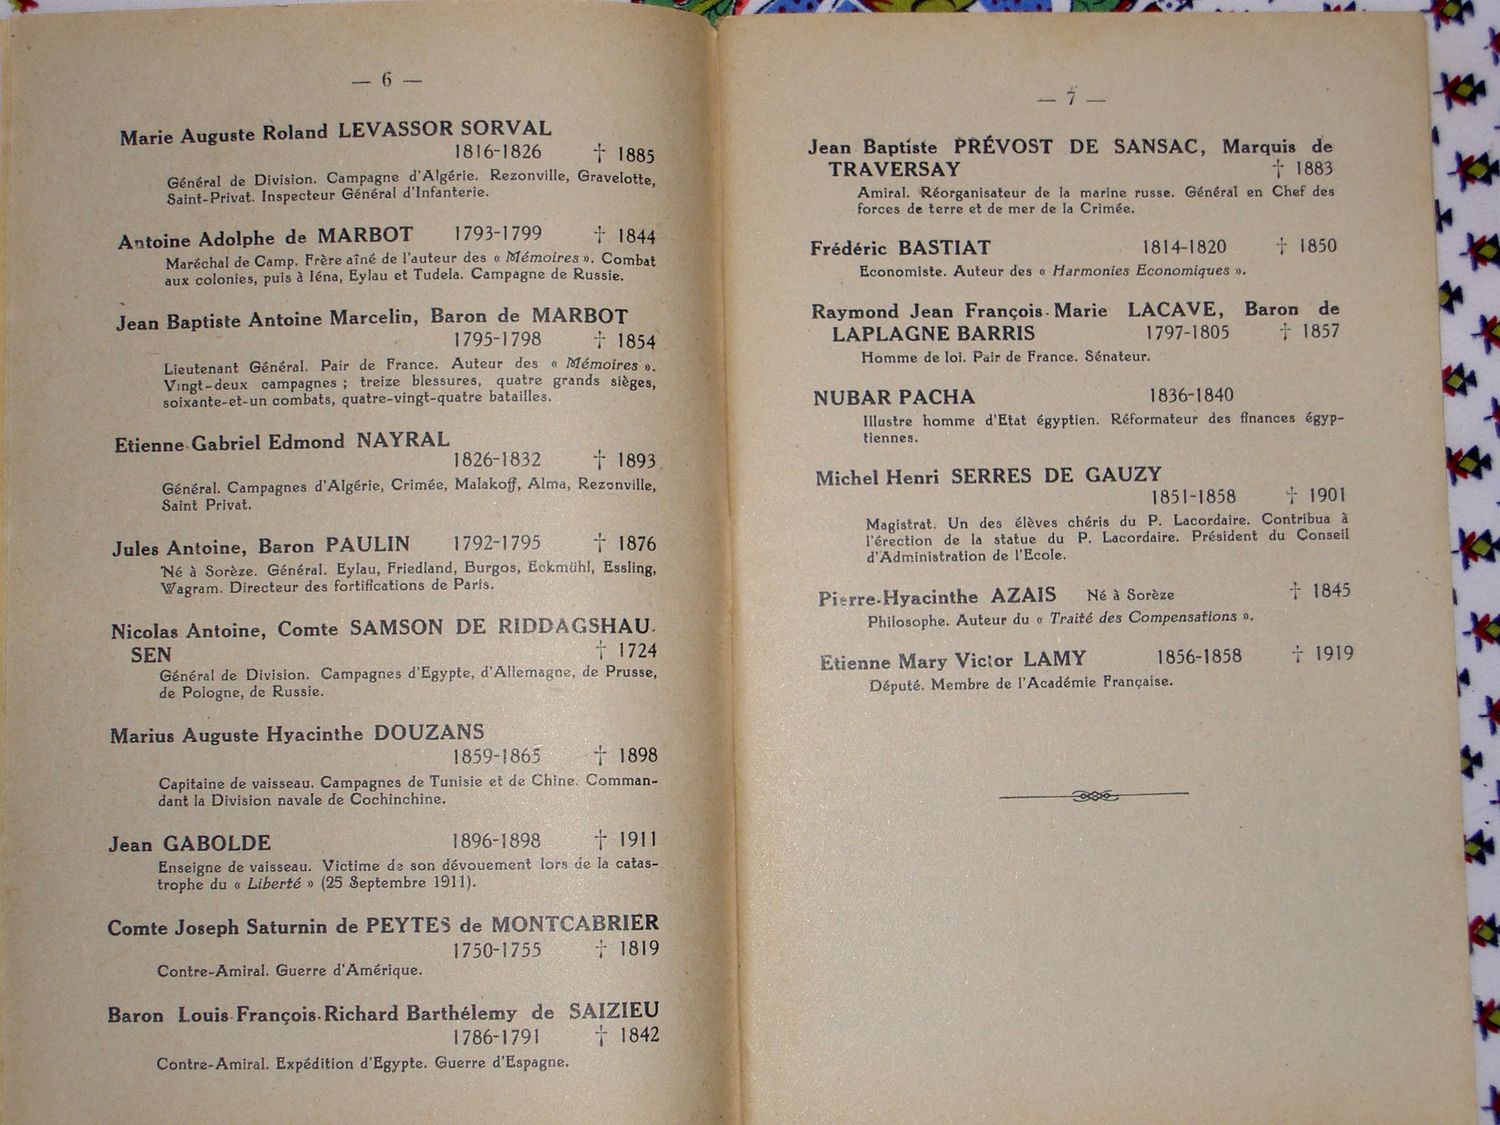 — 6 —
Marie Auguste Roland LEVASSOR SORVAL
1816-1826 † 1885
Général de Division. Campagne d'Algérie. Rezonville, Gravelotte,
Saint-Privat. Inspecteur Général d'Infanterie.
Antoine Adolphe de MARBOT 1793-1799 † 1844
Maréchal de Camp. Frère aîné de l'auteur des « Mémoires ». Combat
aux colonies, puis à Iéna, Eylau et Tudela. Campagne de Russie.
Jean Baptiste Antoine Marcelin, Baron de MARBOT
1795-1798 † 1854
Lieutenant Général. Pair de France. Auteur des « Mémoires ».
Vingt-deux campagnes ; treize blessures, quatre grands sièges,
soixante-et-un combats, quatre-vingt-quatre batailles.
Etienne Gabriel Edmond NAYRAL
1826-1832 † 1893
Général. Campagnes d'Algérie, Crimée, Malakoff, Alma, Rezonville,
Saint Privat.
Jules Antoine, Baron PAULIN 1792-1795 † 1876
Né à Sorèze. Général. Eylau, Friedland, Burgos, Eckmühl, Essling,
Wagram. Directeur des fortifications de Paris.
Nicolas Antoine, Comte SAMSON DE RIDDAGSHAU-
SEN † 1724
Général de Division. Campagnes d'Egypte, d'Allemagne, de Prusse,
de Pologne, de Russie.
Marius Auguste Hyacinthe DOUZANS
1859-1865 † 1898
Capitaine de vaisseau. Campagnes de Tunisie et de Chine. Comman-
dant la Division navale de Cochinchine.
Jean GABOLDE 1896-1898 † 1911
Enseigne de vaisseau. Victime de son dévouement lors de la catas-
trophe du « Liberté » (25 Septembre 1911).
Comte Joseph Saturnin de PEYTES de MONTCABRIER
1750-1755 † 1819
Contre-Amiral. Guerre d'Amérique.
Baron Louis-François-Richard Barthélemy de SAIZIEU
1786-1791 † 1842
Contre-Amiral. Expédition d'Egypte. Guerre d'Espagne.
— 7 —
Jean Baptiste PRÉVOST DE SANSAC, Marquis de
TRAVERSAY † 1883
Amiral. Réorganisateur de la marine russe. Général en Chef des
forces de terre et de mer de la Crimée.
Frédéric BASTIAT 1814-1820 † 1850
Economiste. Auteur des « Harmonies Economiques ».
Raymond Jean François-Marie LACAVE, Baron de
LAPLAGNE BARRIS 1797-1805 † 1857
Homme de loi. Pair de France. Sénateur.
NUBAR PACHA 1836-1840
Illustre homme d'Etat égyptien. Réformateur des finances égyp-
tiennes.
Michel Henri SERRES DE GAUZY
1851-1858 † 1901
Magistrat. Un des élèves chéris du P. Lacordaire. Contribua à
l'érection de la statue du P. Lacordaire. Président du Conseil
d'Administration de l'Ecole.
Pierre-Hyacinthe AZAIS Né à Sorèze † 1845
Philosophe. Auteur du « Traité des Compensations ».
Etienne Mary Victor LAMY 1856-1858 † 1919
Député. Membre de l'Académie Française.